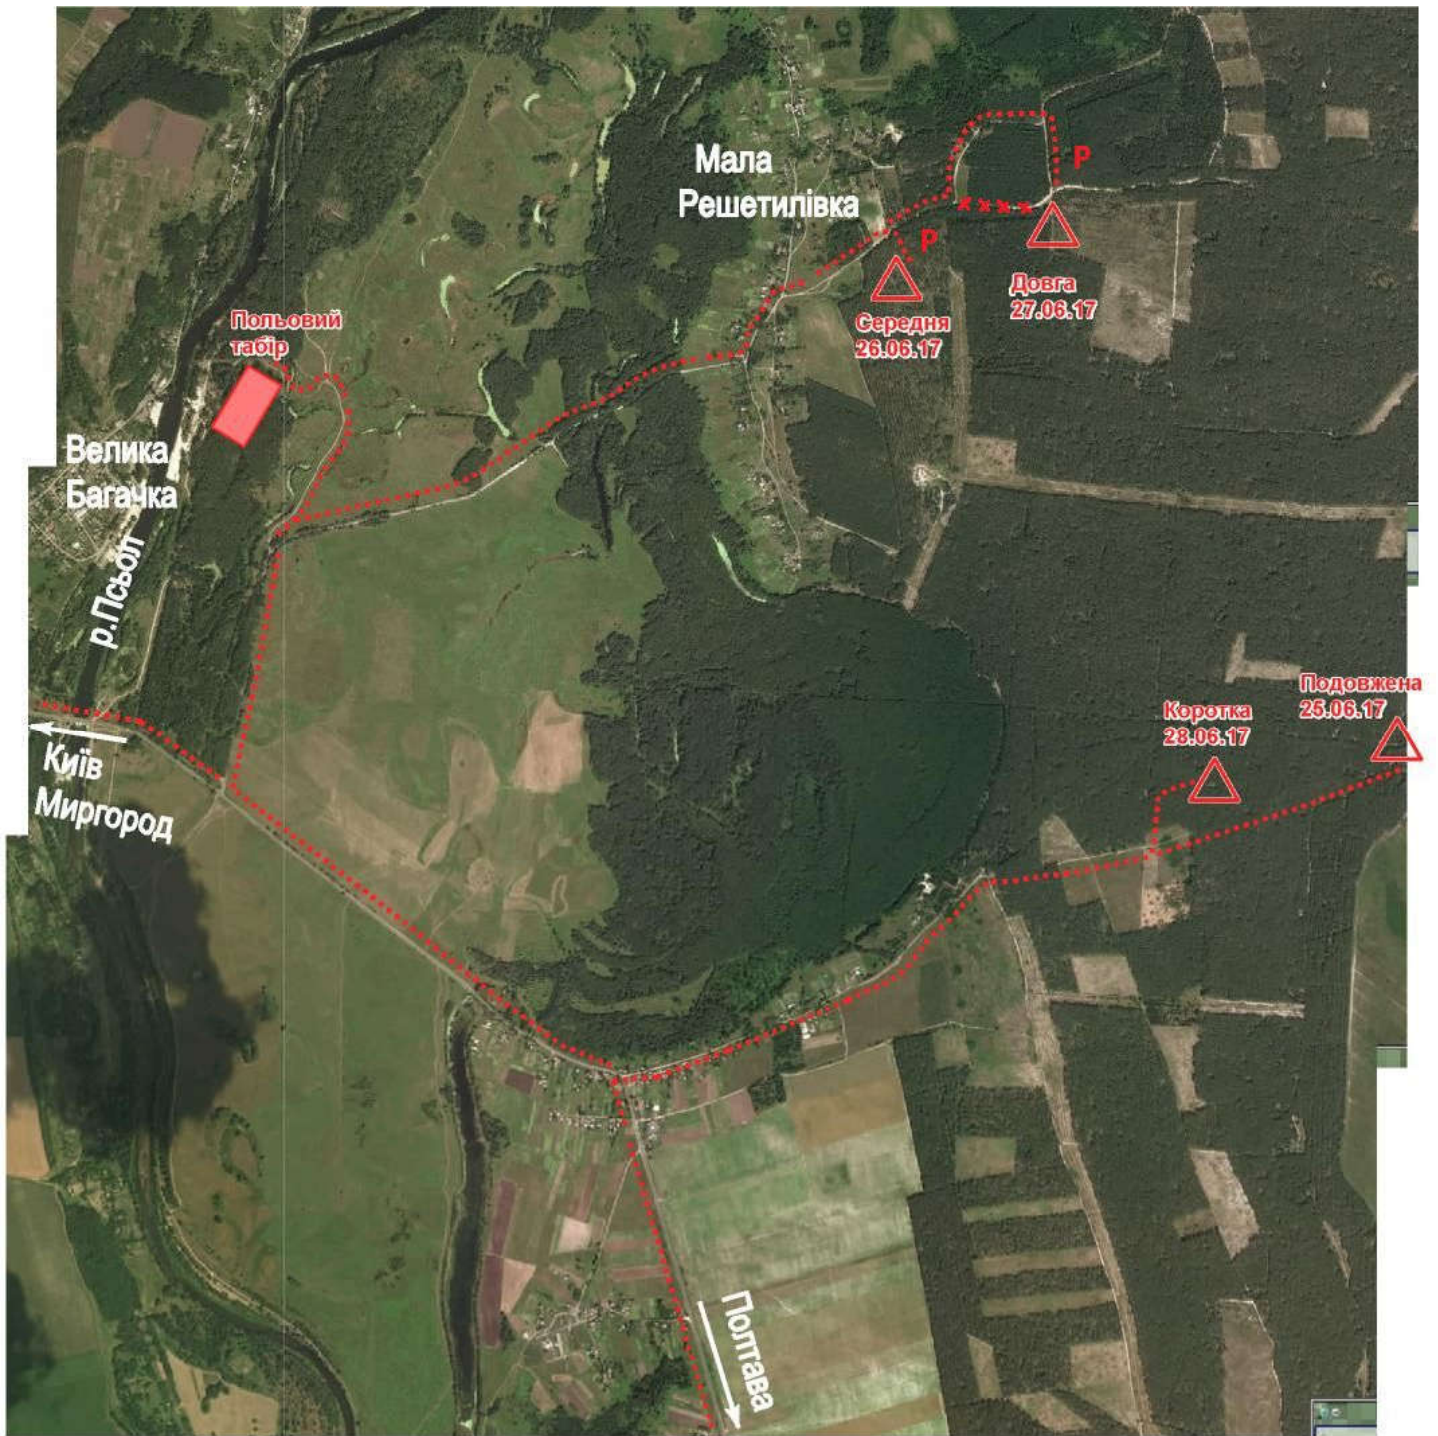 Мала
Решетилівка
P
P
Довга
27.06.17
Середня
26.06.17
Польовий
табір
Велика
Багачка
р.Псьол
Подовжена
25.06.17
Коротка
28.06.17
Київ
Миргород
Полтава